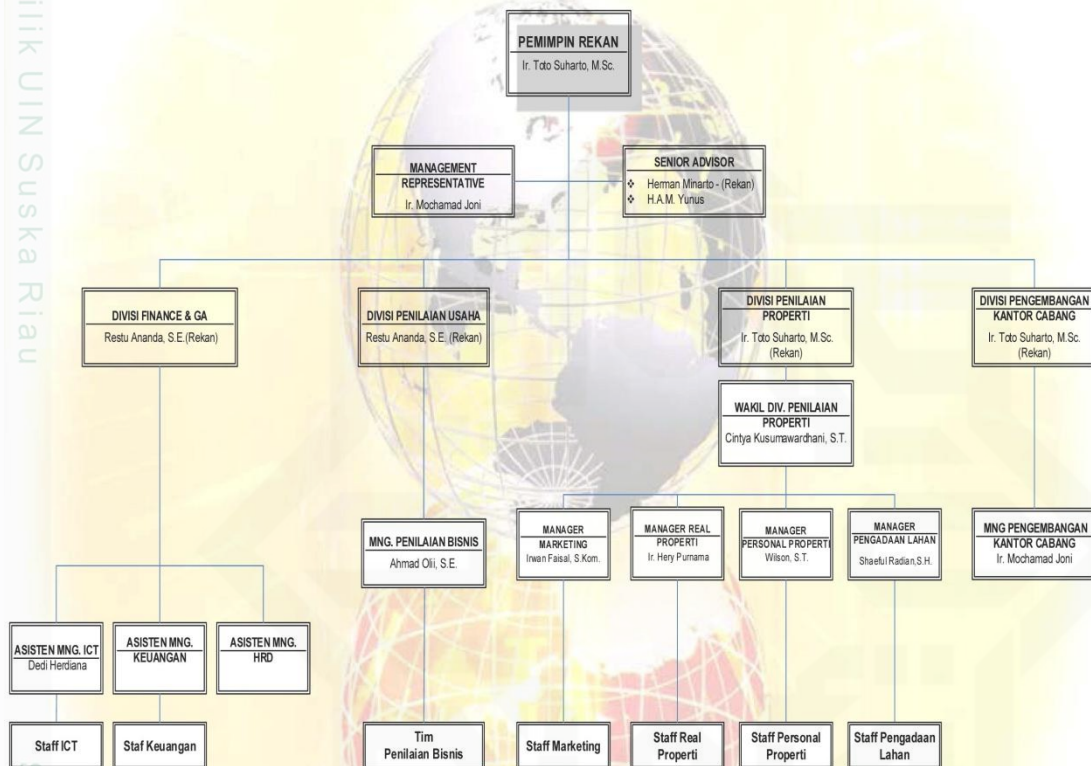 PEMIMPIN REKAN
Ir. Toto Suharto, M.Sc.
MANAGEMENT
REPRESENTATIVE
Ir. Mochamad Joni
SENIOR ADVISOR
❖ Herman Minarto - (Rekan)
❖ H.A.M. Yunus
DIVISI FINANCE & GA
Restu Ananda, S.E.(Rekan)
DIVISI PENILAIAN USAHA
Restu Ananda, S.E. (Rekan)
DIVISI PENILAIAN
PROPERTI
Ir. Toto Suharto, M.Sc.
(Rekan)
DIVISI PENGEMBANGAN
KANTOR CABANG
Ir. Toto Suharto, M.Sc.
(Rekan)
WAKIL DIV. PENILAIAN
PROPERTI
Cintya Kusumawardhani, S.T.
MNG. PENILAIAN BISNIS
Ahmad Olii, S.E.
MANAGER
MARKETING
Irwan Faisal, S.Kom.
MANAGER REAL
PROPERTI
Ir. Hery Purnama
MANAGER
PERSONAL PROPERTI
Wilson, S.T.
MANAGER
PENGADAAN LAHAN
Shaeful Radian,S.H.
MNG PENGEMBANGAN
KANTOR CABANG
Ir. Mochamad Joni
ASISTEN MNG. ICT
Dedi Herdiana
ASISTEN MNG.
KEUANGAN
ASISTEN MNG.
HRD
Staff ICT
Staf Keuangan
Tim
Penilaian Bisnis
Staff Marketing
Staff Real
Properti
Staff Personal
Properti
Staff Pengadaan
Lahan
milik UIN Suska Riau